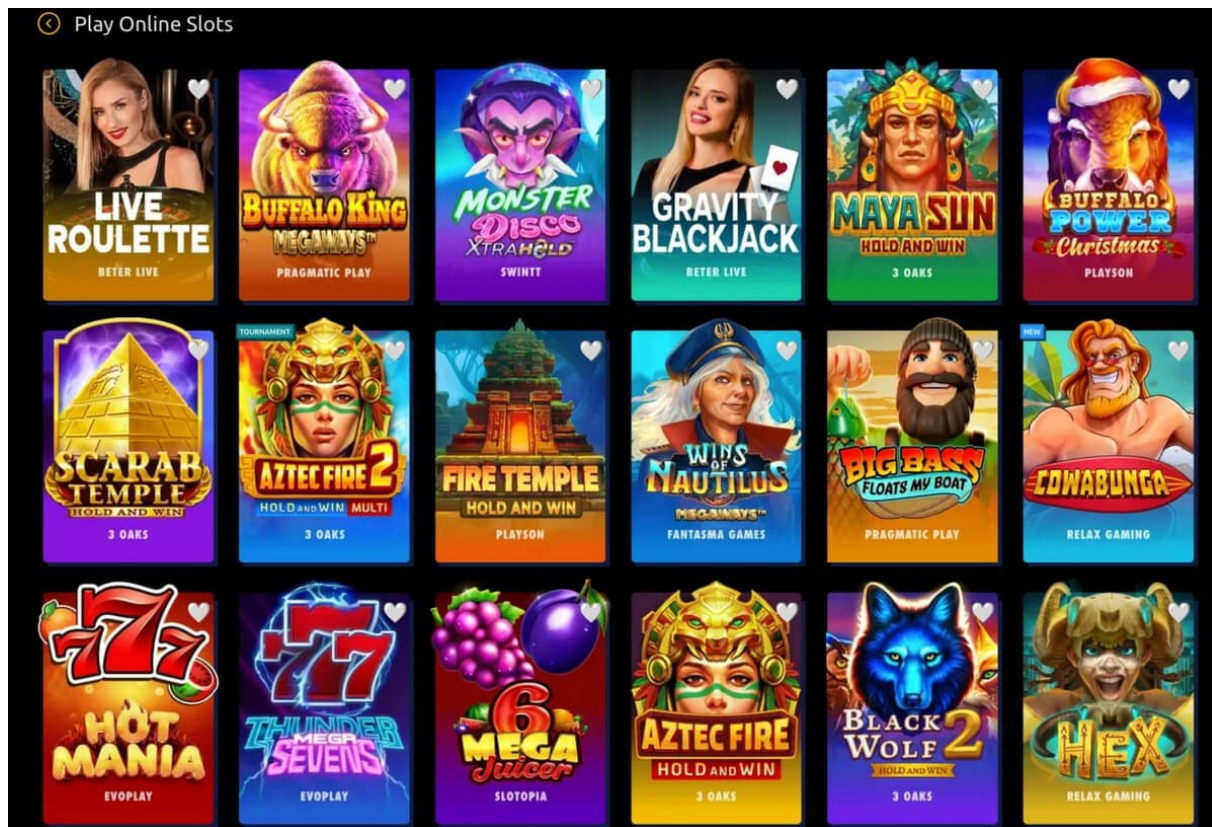 Play Online Slots
LIVE
ROULETTE
BETER LIVE
BUFFALO KING
MEGAWAYS™
PRAGMATIC PLAY
MONSTER
DISCO
XTRAHOLD
SWINTT
GRAVITY
BLACKJACK
BETER LIVE
MAYA SUN
HOLD AND WIN
3 OAKS
BUFFALO
POWER
Christmas
PLAYSON
SCARAB
TEMPLE
HOLD AND WIN
3 OAKS
TOURNAMENT
AZTEC FIRE 2
HOLD AND WIN MULTI
3 OAKS
FIRE TEMPLE
HOLD AND WIN
PLAYSON
WINS
OF
NAUTILUS
MEGAWAYS™
FANTASMA GAMES
BIG BASS
FLOATS MY BOAT
PRAGMATIC PLAY
NEW
COWABUNGA
RELAX GAMING
777
HOT
MANIA
EVOPLAY
777
THUNDER
MEGA
SEVENS
EVOPLAY
6
MEGA
Juicer
SLOTOPIA
AZTEC FIRE
HOLD AND WIN
3 OAKS
BLACK
WOLF 2
HOLD AND WIN
3 OAKS
HEX
RELAX GAMING